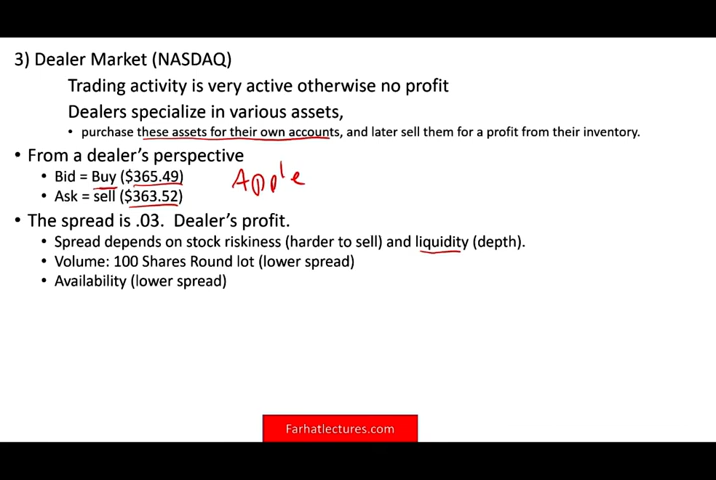 3) Dealer Market (NASDAQ)
Trading activity is very active otherwise no profit
Dealers specialize in various assets,
• purchase these assets for their own accounts, and later sell them for a profit from their inventory.
• From a dealer's perspective
• Bid = Buy ($365.49)
Apple
• Ask = sell ($363.52)
• The spread is .03. Dealer's profit.
• Spread depends on stock riskiness (harder to sell) and liquidity (depth).
• Volume: 100 Shares Round lot (lower spread)
• Availability (lower spread)
Farhatlectures.com